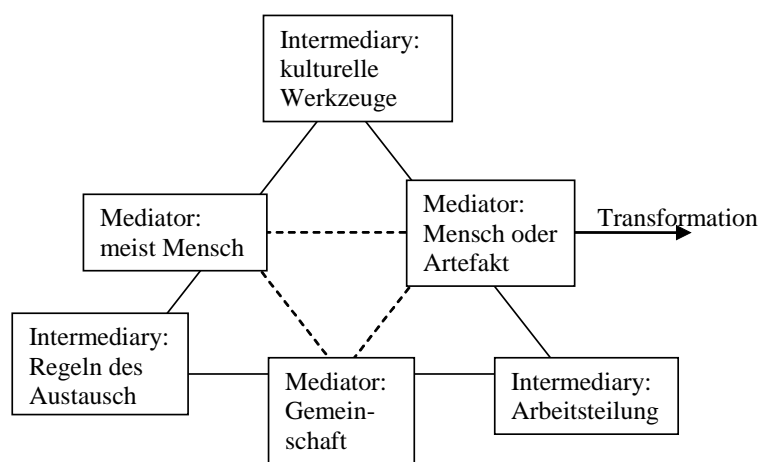 Intermediary:
kulturelle
Werkzeuge
Mediator:
meist Mensch
Mediator:
Mensch oder
Artefakt
Transformation
Intermediary:
Regeln des
Austausch
Mediator:
Gemein-
schaft
Intermediary:
Arbeitsteilung